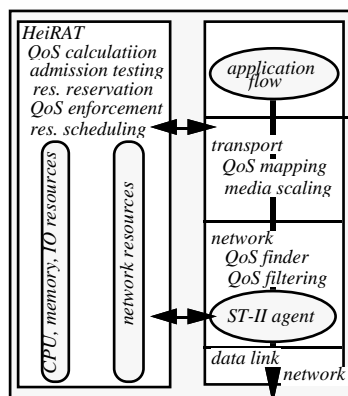 HeiRAT
QoS calculatiion
admission testing
res. reservation
QoS enforcement
res. scheduling
CPU, memory, IO resources
network resources
application
flow
transport
QoS mapping
media scaling
network
QoS finder
QoS filtering
ST-II agent
data link
network